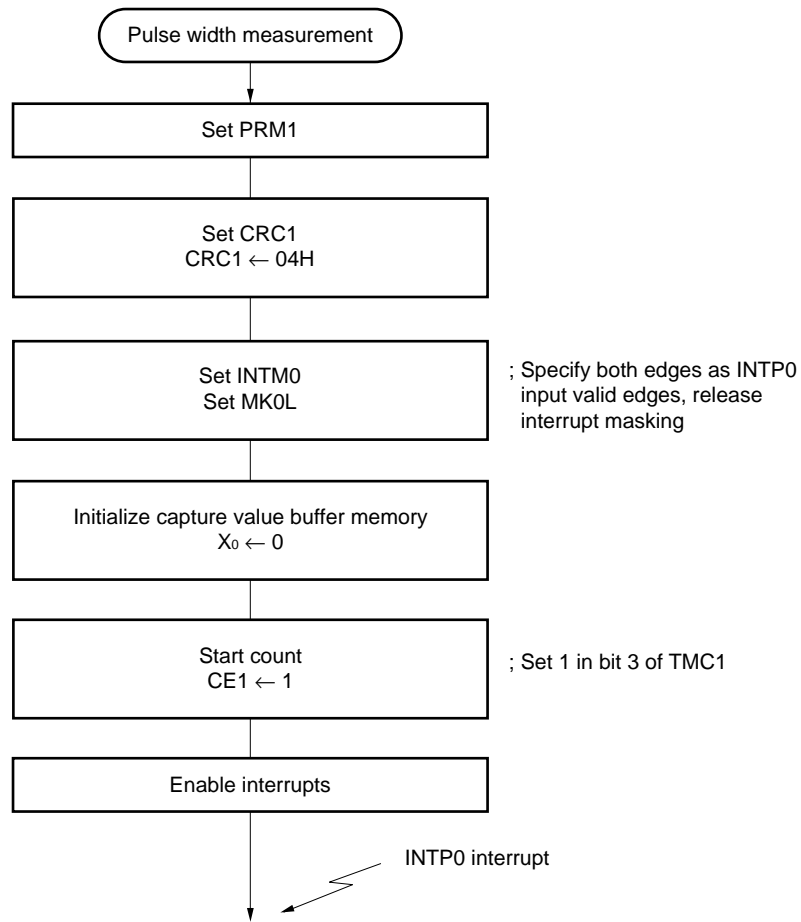 Pulse width measurement
Set PRM1
Set CRC1
CRC1 ← 04H
Set INTM0
Set MK0L
; Specify both edges as INTP0
input valid edges, release
interrupt masking
Initialize capture value buffer memory
X₀ ← 0
Start count
CE1 ← 1
; Set 1 in bit 3 of TMC1
Enable interrupts
INTP0 interrupt